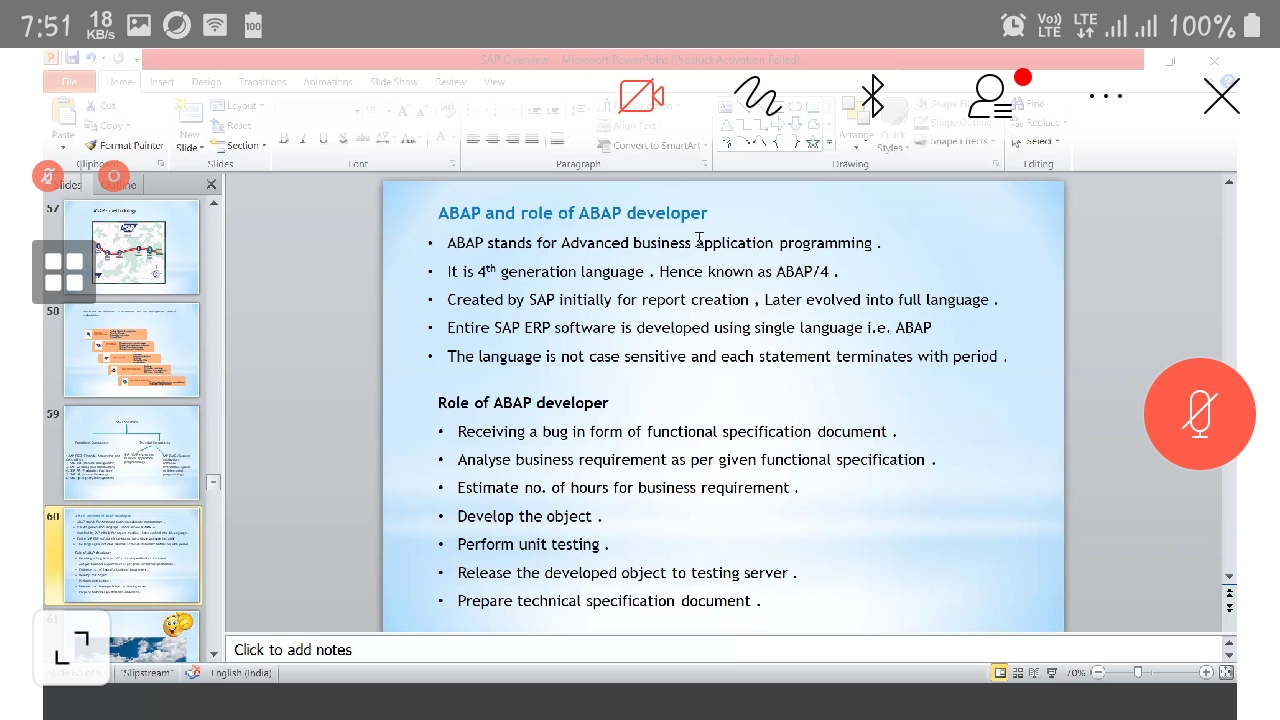 7:51 18 KB/s 100 Vo) LTE LTE 100%
SAP Overview - Microsoft PowerPoint (Product Activation Failed)
File Home Insert Design Transitions Animations Slide Show Review View
Cut
Copy
Format Painter
Paste
Clipboard
New Slide
Layout
Reset
Section
Slides
B I U S abc AV Aa A
Font
Align Text
Convert to SmartArt
Paragraph
Arrange
Quick Styles
Shape Fill
Shape Outline
Shape Effects
Drawing
Find
Replace
Select
Editing
Slides Outline
57
58
59
60
61
ABAP and role of ABAP developer
• ABAP stands for Advanced business application programming .
• It is 4th generation language . Hence known as ABAP/4 .
• Created by SAP initially for report creation , Later evolved into full language .
• Entire SAP ERP software is developed using single language i.e. ABAP
• The language is not case sensitive and each statement terminates with period .
Role of ABAP developer
• Receiving a bug in form of functional specification document .
• Analyse business requirement as per given functional specification .
• Estimate no. of hours for business requirement .
• Develop the object .
• Perform unit testing .
• Release the developed object to testing server .
• Prepare technical specification document .
Click to add notes
"Slipstream" English (India) 70%